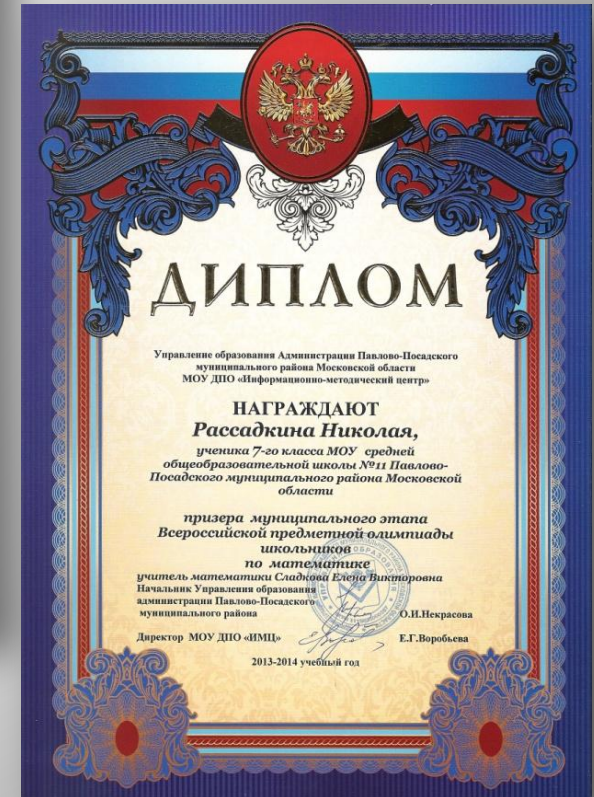 ДИПЛОМ
Управление образования Администрации Павлово-Посадского
муниципального района Московской области
МОУ ДПО «Информационно-методический центр»
НАГРАЖДАЮТ
Рассадкина Николая,
ученика 7-го класса МОУ средней
общеобразовательной школы №11 Павлово-
Посадского муниципального района Московской
области
призера муниципального этапа
Всероссийской предметной олимпиады
школьников
по математике
учитель математики Сладкова Елена Викторовна
Начальник Управления образования
администрации Павлово-Посадского
муниципального района О.И.Некрасова
Директор МОУ ДПО «ИМЦ» Е.Г.Воробьева
2013-2014 учебный год